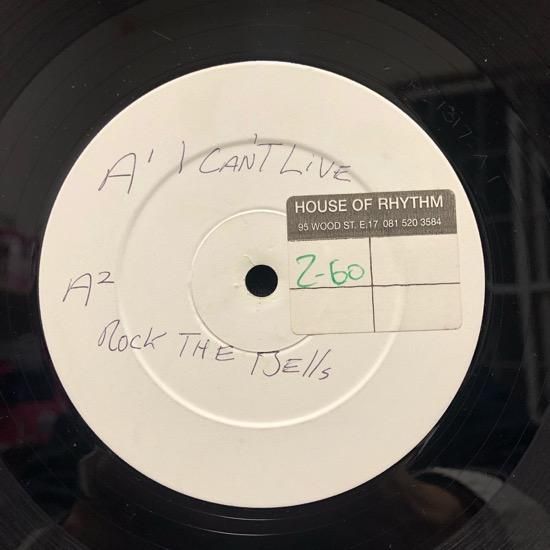 A1 I CAN'T LIVE
HOUSE OF RHYTHM
95 WOOD ST. E.17 081 520 3584
2-60
A2
ROCK THE BElls